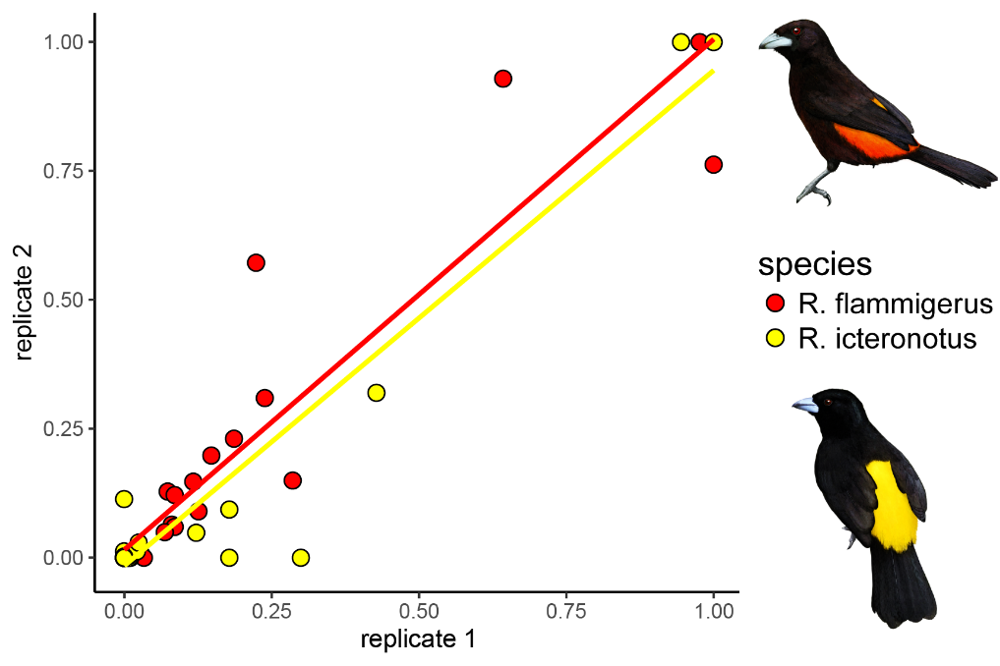 1.00
0.75
0.50
0.25
0.00
replicate 2
0.00 0.25 0.50 0.75 1.00
replicate 1
species
R. flammigerus
R. icteronotus